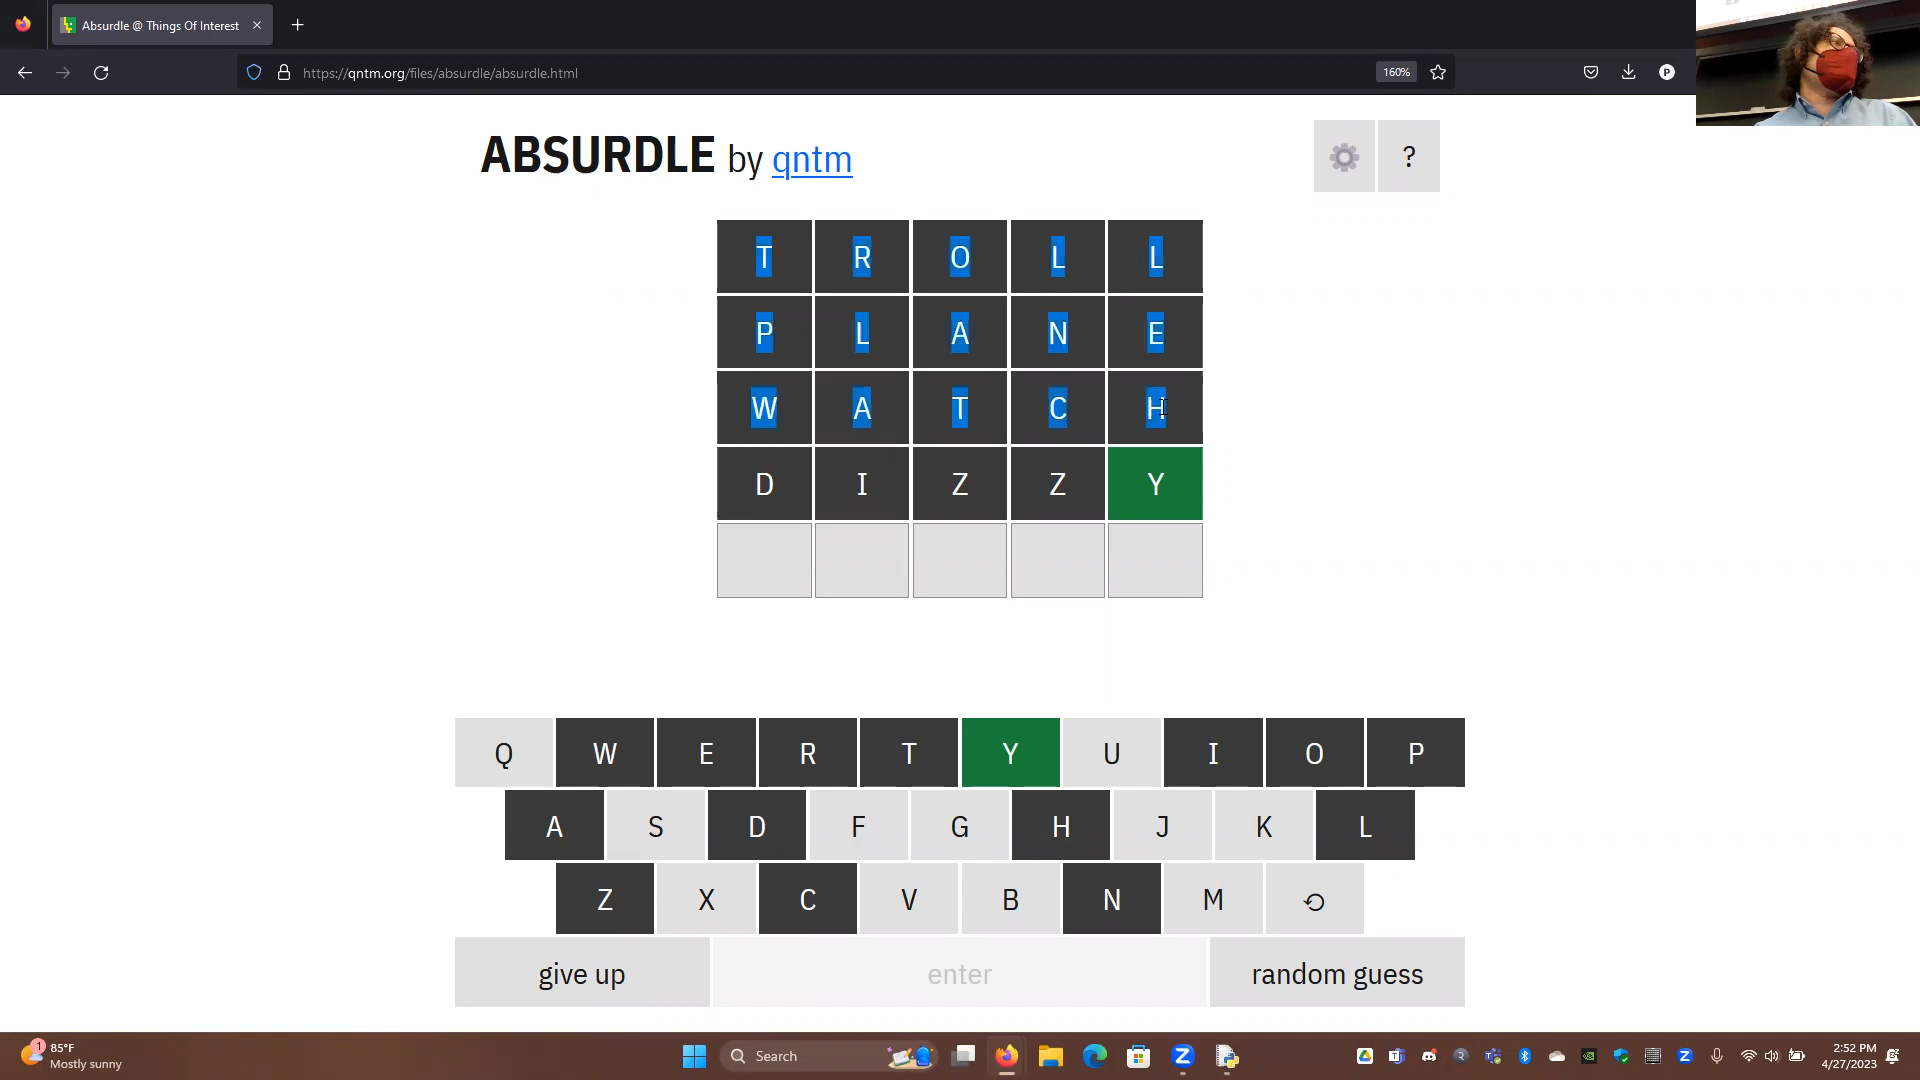 Absurdle @ Things Of Interest
https://qntm.org/files/absurdle/absurdle.html
160%
P
ABSURDLE by qntm
?
T R O L L
P L A N E
W A T C H
D I Z Z Y
Q W E R T Y U I O P
A S D F G H J K L
Z X C V B N M
give up
enter
random guess
1
85°F
Mostly sunny
Search
2:52 PM
4/27/2023